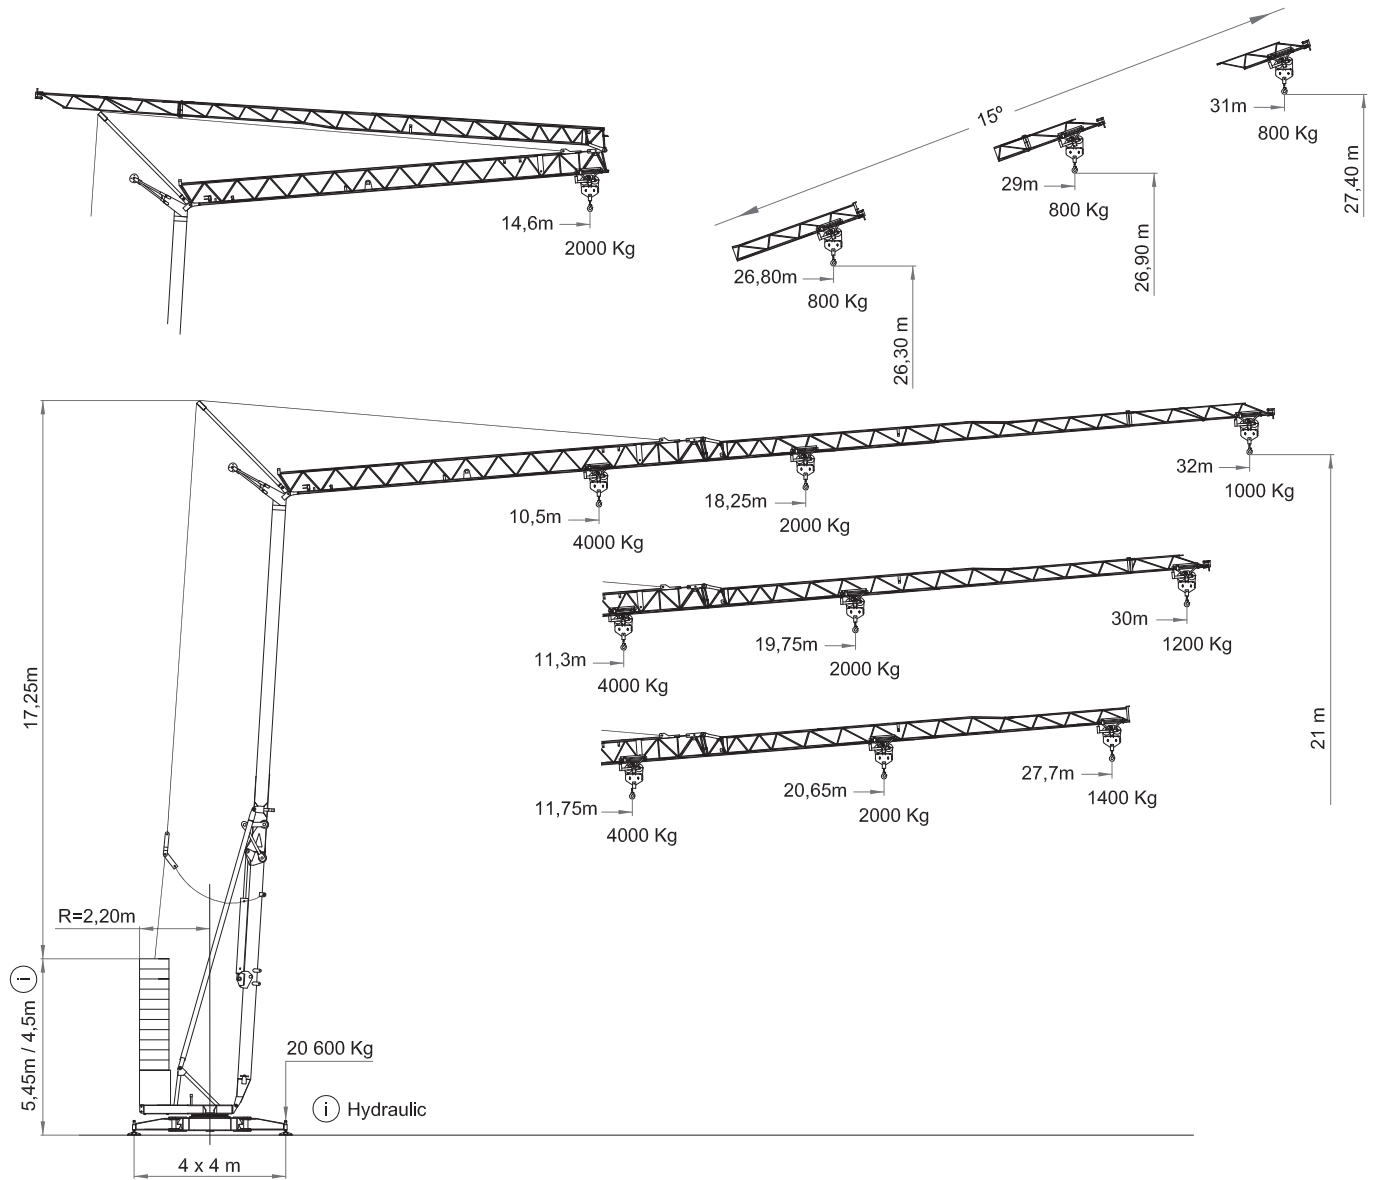 15º
31m
800 Kg
27,40 m
29m
800 Kg
26,90 m
14,6m
2000 Kg
26,80m
800 Kg
26,30 m
32m
1000 Kg
18,25m
2000 Kg
10,5m
4000 Kg
30m
1200 Kg
19,75m
2000 Kg
11,3m
4000 Kg
17,25m
21 m
27,7m
1400 Kg
20,65m
2000 Kg
11,75m
4000 Kg
R=2,20m
5,45m / 4,5m i
20 600 Kg
i Hydraulic
4 x 4 m